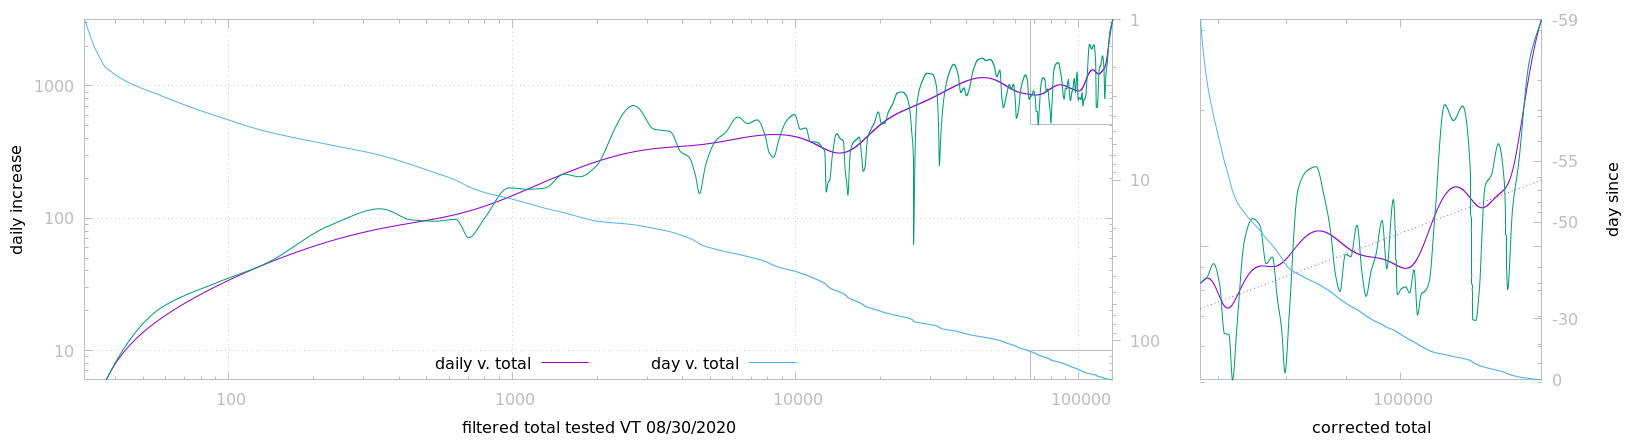 1000
100
10
daily increase
100
1000
10000
100000
1
10
100
daily v. total
day v. total
filtered total tested VT 08/30/2020
-59
-55
-50
-30
0
day since
100000
corrected total